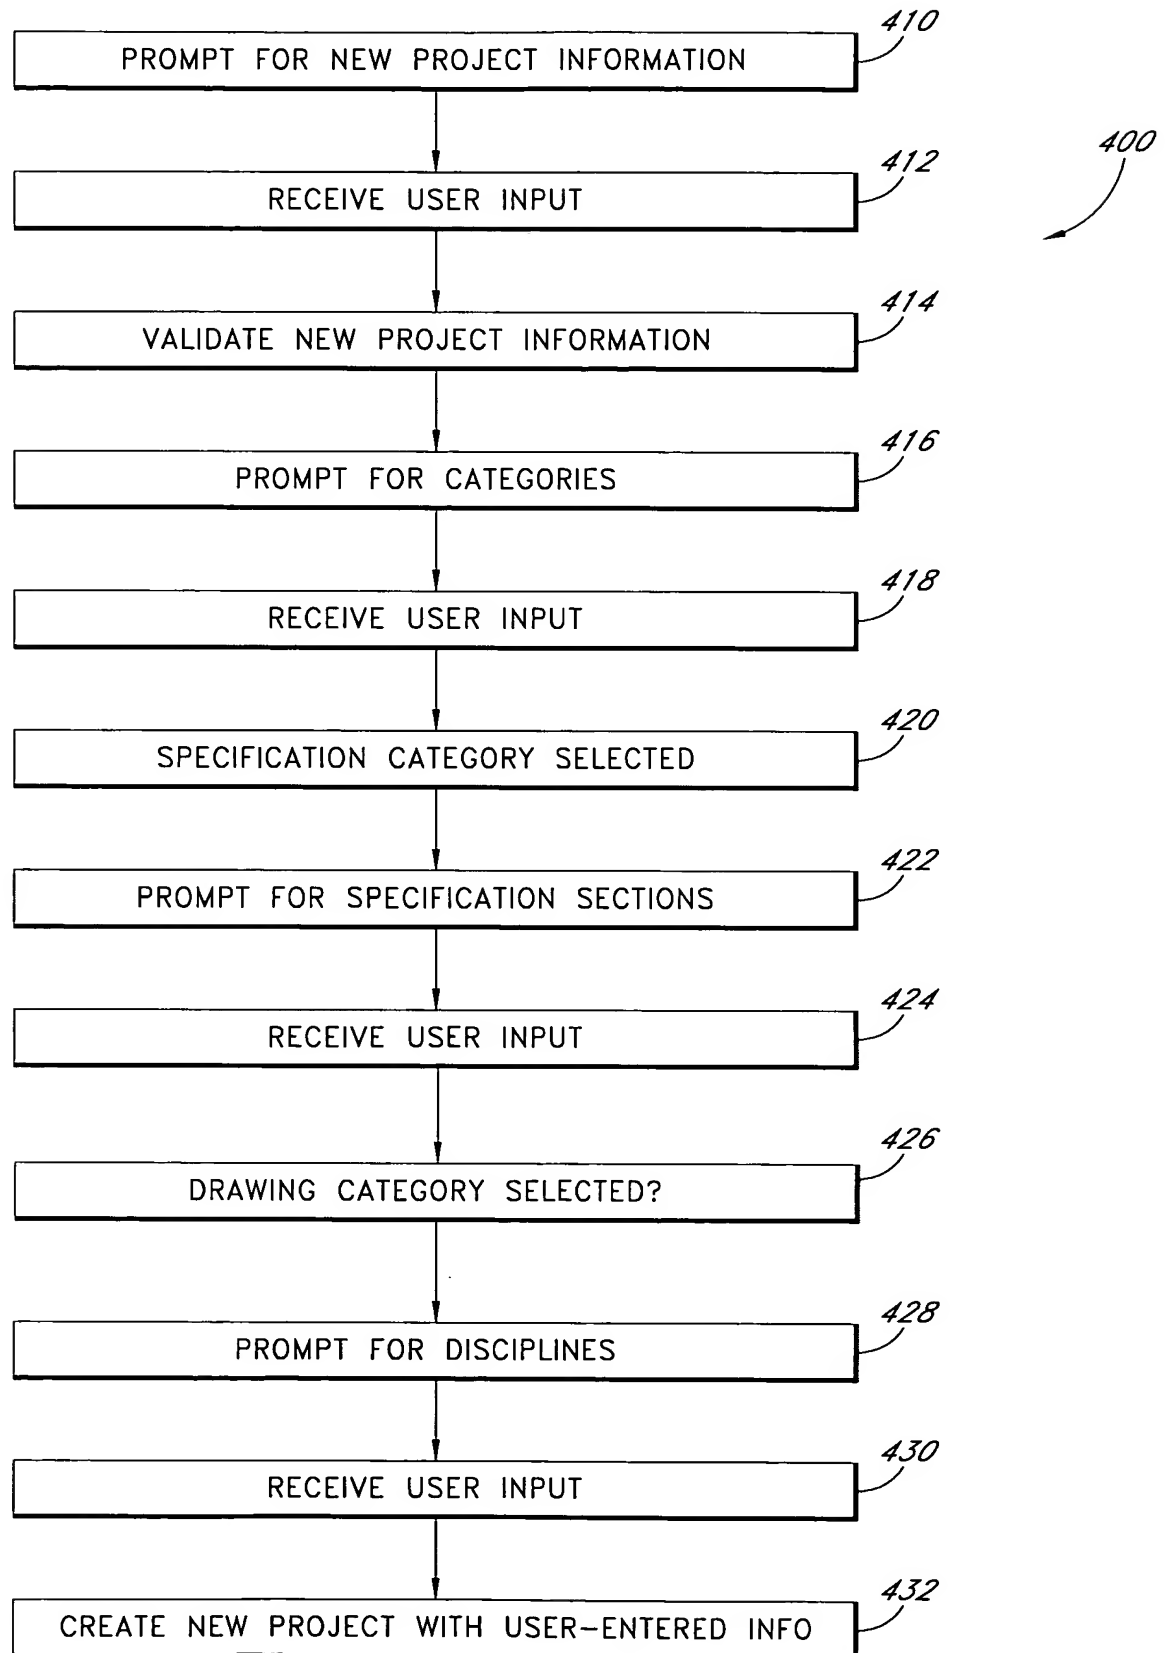 410
PROMPT FOR NEW PROJECT INFORMATION
400
412
RECEIVE USER INPUT
414
VALIDATE NEW PROJECT INFORMATION
416
PROMPT FOR CATEGORIES
418
RECEIVE USER INPUT
420
SPECIFICATION CATEGORY SELECTED
422
PROMPT FOR SPECIFICATION SECTIONS
424
RECEIVE USER INPUT
426
DRAWING CATEGORY SELECTED?
428
PROMPT FOR DISCIPLINES
430
RECEIVE USER INPUT
432
CREATE NEW PROJECT WITH USER-ENTERED INFO